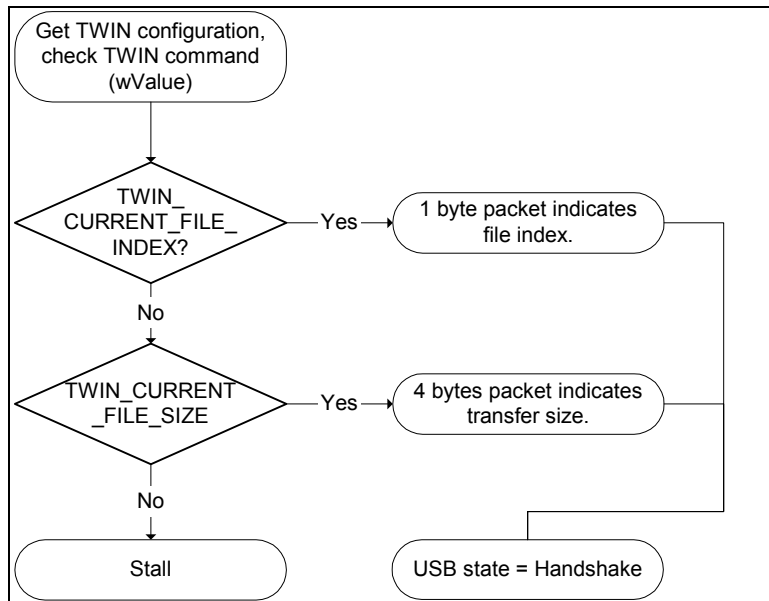 Get TWIN configuration,
check TWIN command
(wValue)
TWIN_
CURRENT_FILE_
INDEX?
Yes
1 byte packet indicates
file index.
No
TWIN_CURRENT
_FILE_SIZE
Yes
4 bytes packet indicates
transfer size.
No
Stall
USB state = Handshake